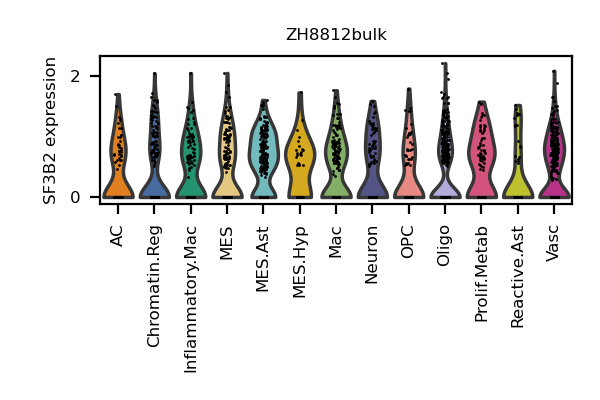 ZH8812bulk
SF3B2 expression
2
0
AC
Chromatin.Reg
Inflammatory.Mac
MES
MES.Ast
MES.Hyp
Mac
Neuron
OPC
Oligo
Prolif.Metab
Reactive.Ast
Vasc